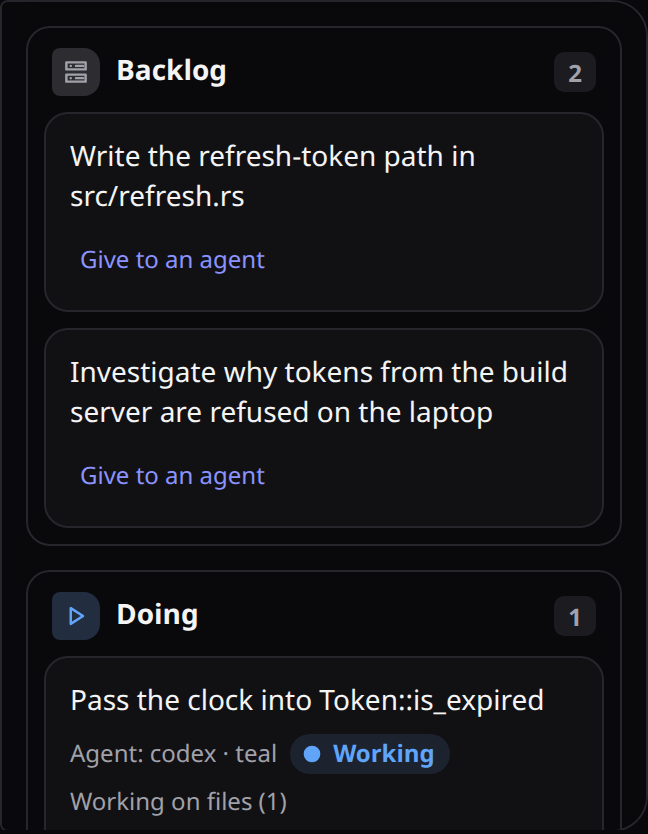 Backlog
2
Write the refresh-token path in
src/refresh.rs
Give to an agent
Investigate why tokens from the build
server are refused on the laptop
Give to an agent
Doing
1
Pass the clock into Token::is_expired
Agent: codex · teal
Working
Working on files (1)